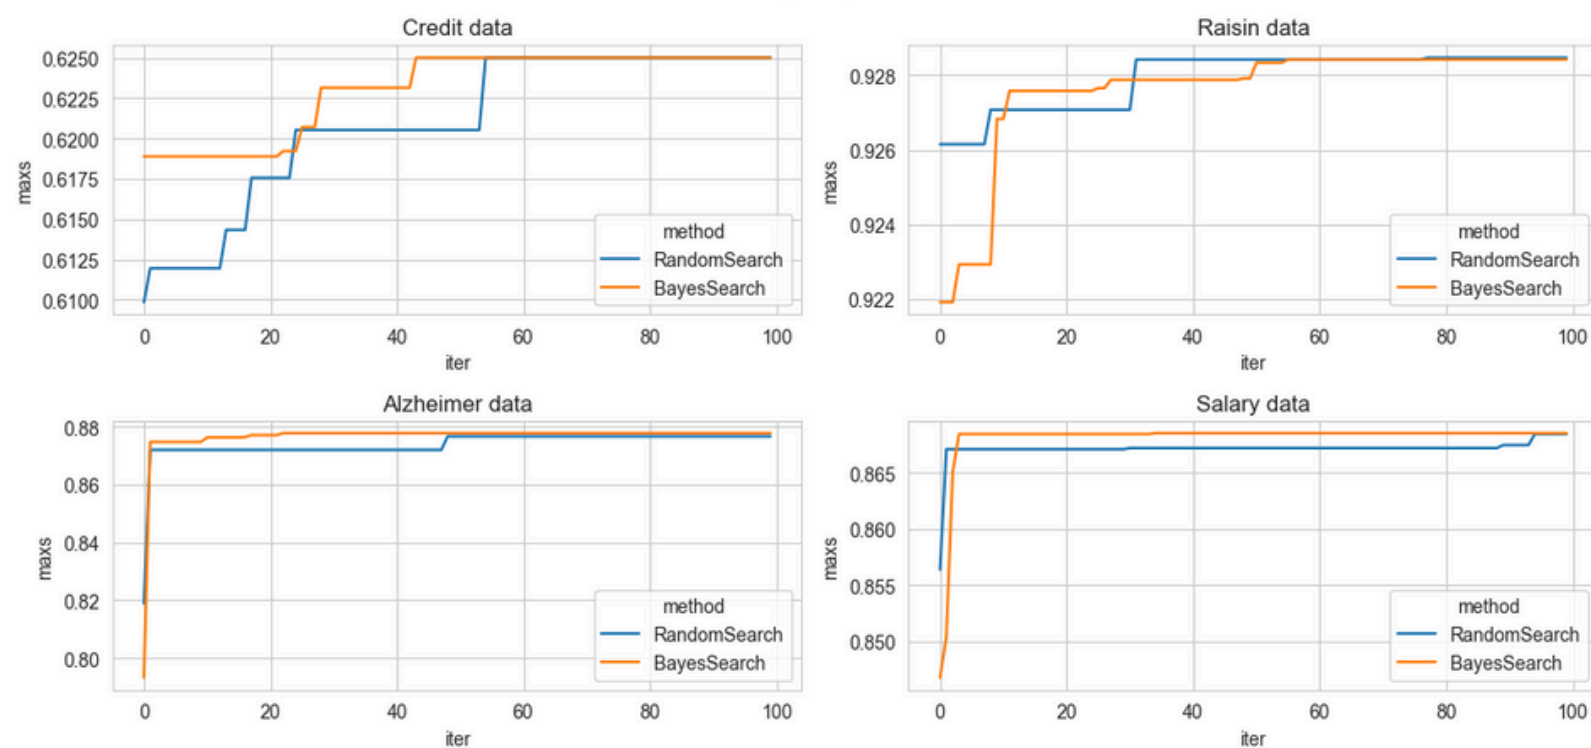 Credit data
0.6250
0.6225
0.6200
0.6175
0.6150
0.6125
0.6100
maxs
0 20 40 60 80 100
iter
method
RandomSearch
BayesSearch
Raisin data
0.928
0.926
0.924
0.922
maxs
0 20 40 60 80 100
iter
method
RandomSearch
BayesSearch
Alzheimer data
0.88
0.86
0.84
0.82
0.80
maxs
0 20 40 60 80 100
iter
method
RandomSearch
BayesSearch
Salary data
0.865
0.860
0.855
0.850
maxs
0 20 40 60 80 100
iter
method
RandomSearch
BayesSearch